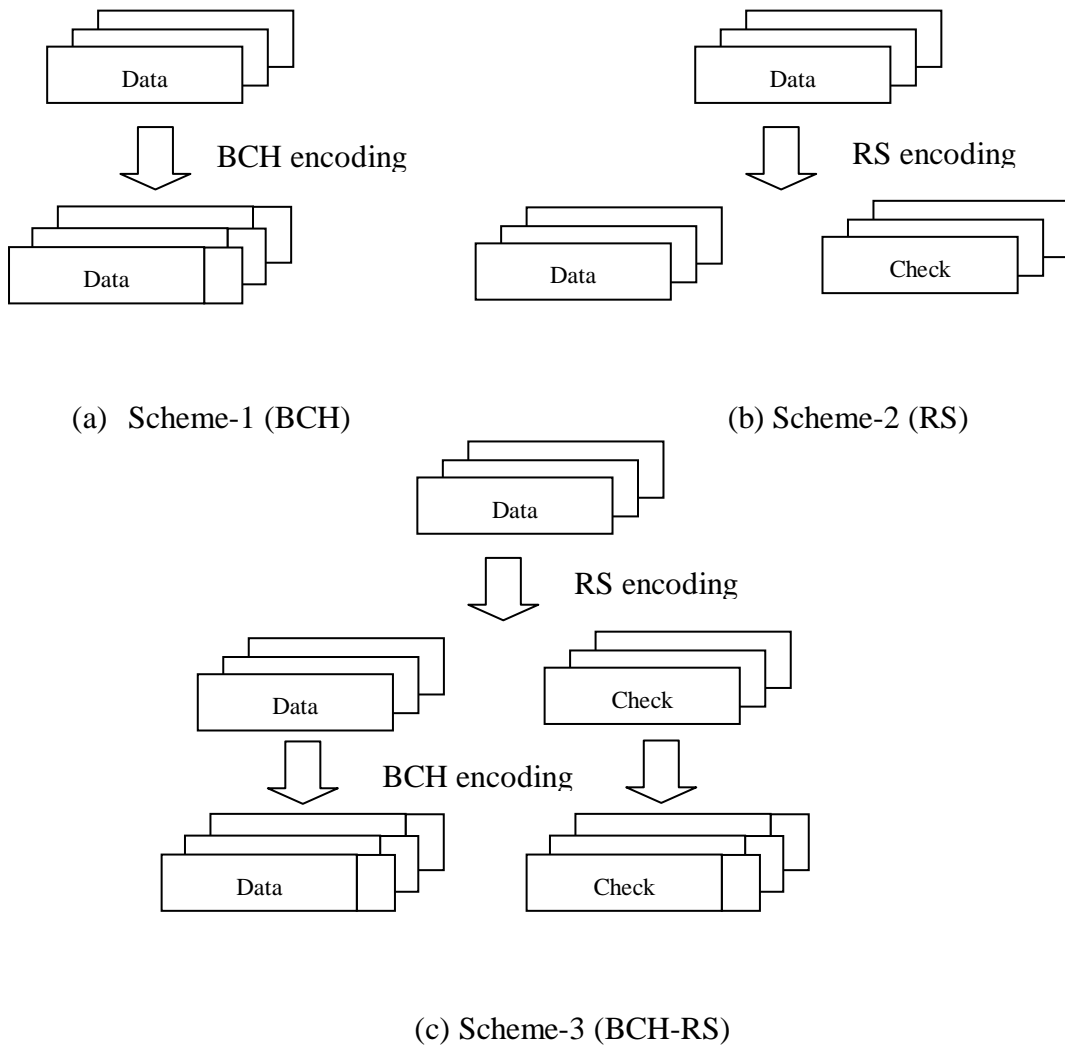 Data
Data
BCH encoding
RS encoding
Data
Data
Check
(a) Scheme-1 (BCH)
(b) Scheme-2 (RS)
Data
RS encoding
Data
Check
BCH encoding
Data
Check
(c) Scheme-3 (BCH-RS)